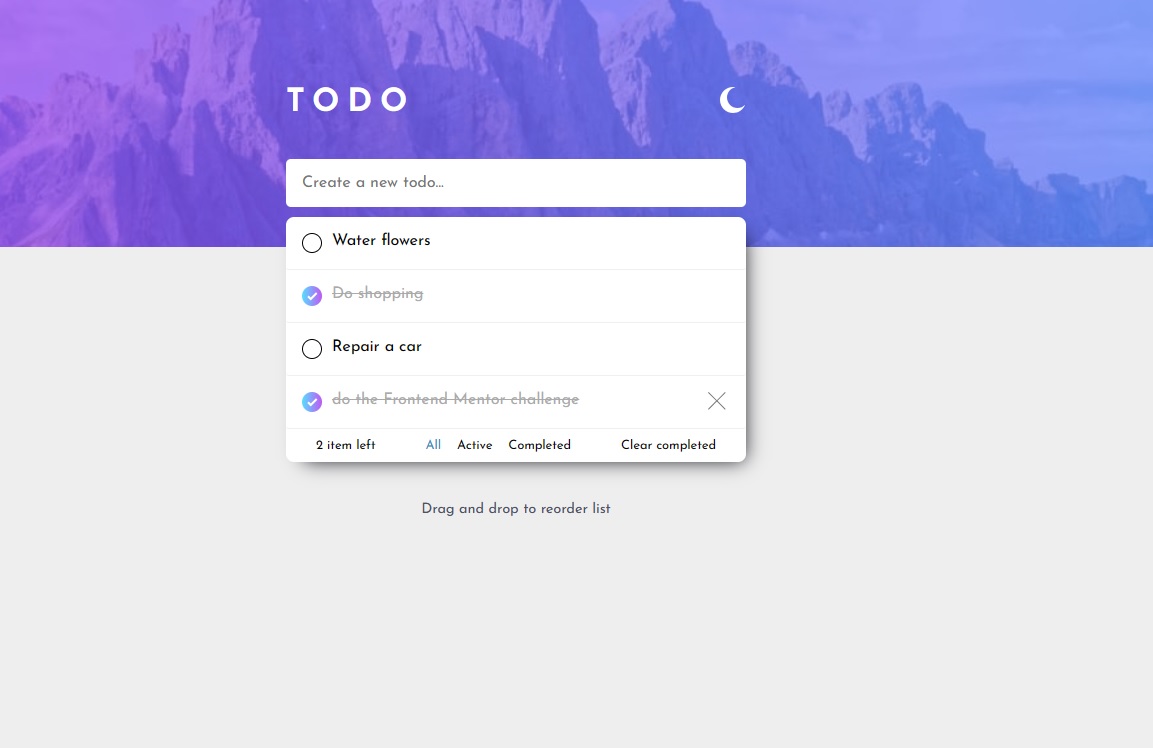 TODO
Create a new todo...
Water flowers
Do shopping
Repair a car
do the Frontend Mentor challenge
2 item left All Active Completed Clear completed
Drag and drop to reorder list